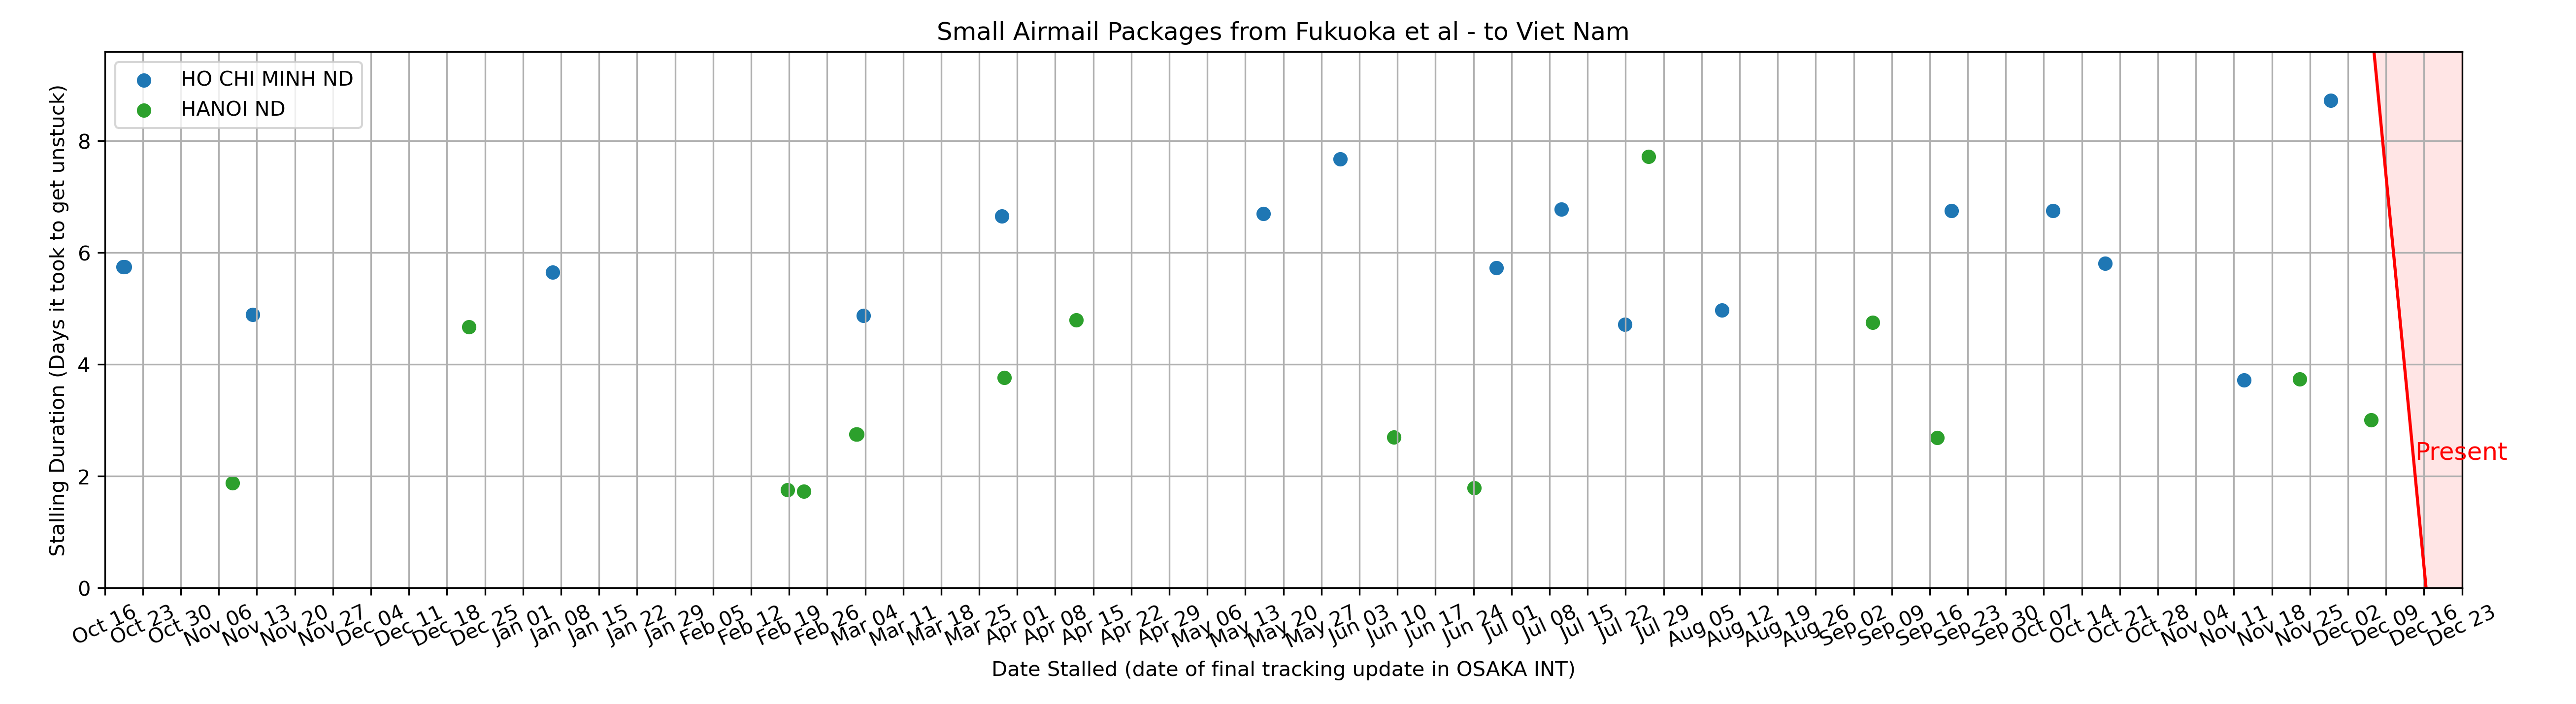 Small Airmail Packages from Fukuoka et al - to Viet Nam
HO CHI MINH ND
HANOI ND
Stalling Duration (Days it took to get unstuck)
8
6
4
2
0
Present
Oct 16
Oct 23
Oct 30
Nov 06
Nov 13
Nov 20
Nov 27
Dec 04
Dec 11
Dec 18
Dec 25
Jan 01
Jan 08
Jan 15
Jan 22
Jan 29
Feb 05
Feb 12
Feb 19
Feb 26
Mar 04
Mar 11
Mar 18
Mar 25
Apr 01
Apr 08
Apr 15
Apr 22
Apr 29
May 06
May 13
May 20
May 27
Jun 03
Jun 10
Jun 17
Jun 24
Jul 01
Jul 08
Jul 15
Jul 22
Jul 29
Aug 05
Aug 12
Aug 19
Aug 26
Sep 02
Sep 09
Sep 16
Sep 23
Sep 30
Oct 07
Oct 14
Oct 21
Oct 28
Nov 04
Nov 11
Nov 18
Nov 25
Dec 02
Dec 09
Dec 16
Dec 23
Date Stalled (date of final tracking update in OSAKA INT)